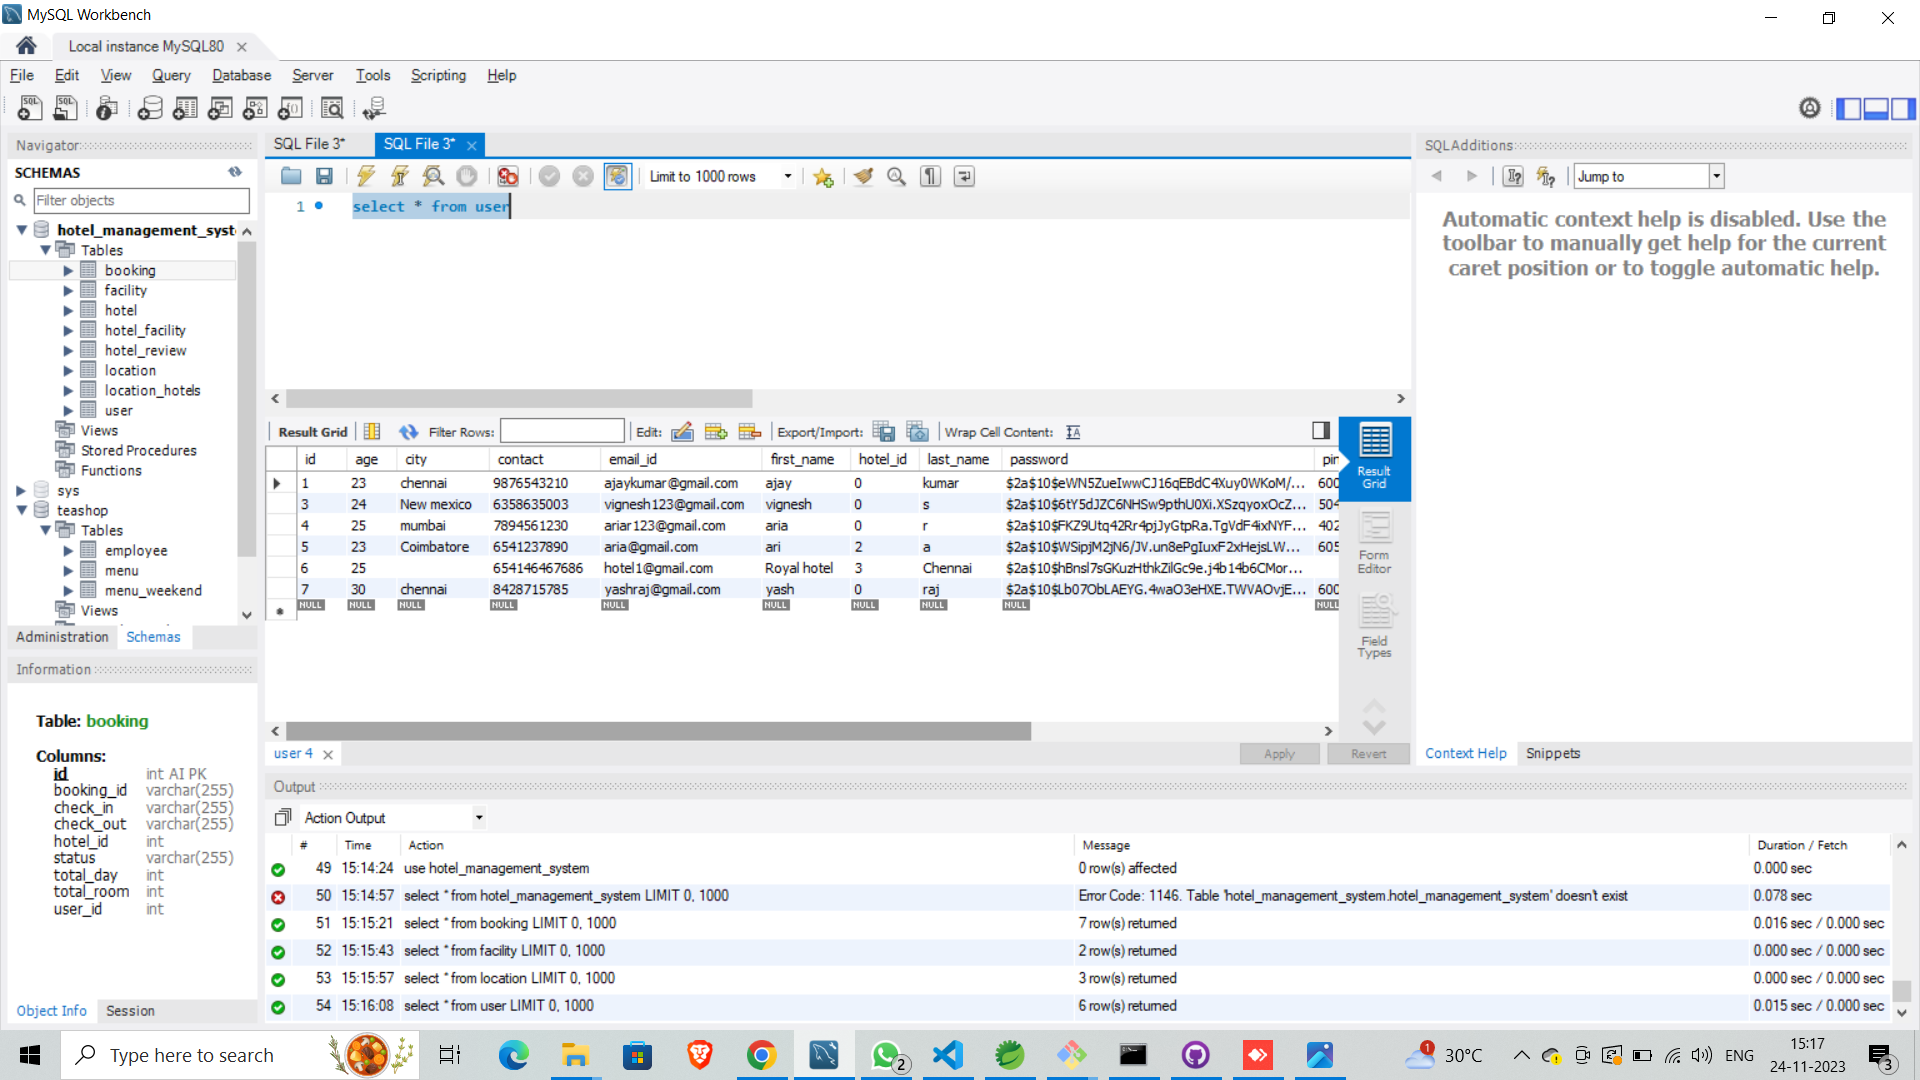 MySQL Workbench
Local instance MySQL80
File Edit View Query Database Server Tools Scripting Help
Navigator
SCHEMAS
Filter objects
hotel_management_syst
Tables
booking
facility
hotel
hotel_facility
hotel_review
location
location_hotels
user
Views
Stored Procedures
Functions
sys
teashop
Tables
employee
menu
menu_weekend
Views
Administration Schemas
Information
Table: booking
Columns:
id int AI PK
booking_id varchar(255)
check_in varchar(255)
check_out varchar(255)
hotel_id int
status varchar(255)
total_day int
total_room int
user_id int
Object Info Session
SQL File 3* SQL File 3*
Limit to 1000 rows
1 select * from user
Result Grid Filter Rows: Edit: Export/Import: Wrap Cell Content:
id age city contact email_id first_name hotel_id last_name password pin
1 23 chennai 9876543210 ajaykumar@gmail.com ajay 0 kumar $2a$10$eWN5ZueIwwCJ16qEBdC4Xuy0WKoM/... 600
3 24 New mexico 6358635003 vignesh123@gmail.com vignesh 0 s $2a$10$6tY5dJZC6NHSw9pthU0Xi.XSzqyoxOcZ... 504
4 25 mumbai 7894561230 ariar123@gmail.com aria 0 r $2a$10$FKZ9Utq42Rr4pjJyGtpRa.TgVdF4ixNYF... 402
5 23 Coimbatore 6541237890 aria@gmail.com ari 2 a $2a$10$WSipjM2jN6/JV.un8ePgIuxF2xHejsLW... 605
6 25 654146467686 hotel1@gmail.com Royal hotel 3 Chennai $2a$10$hBnsl7sGKuzHthkZilGc9e.j4b14b6CMor...
7 30 chennai 8428715785 yashraj@gmail.com yash 0 raj $2a$10$Lb07ObLAEYG.4waO3eHXE.TWVAOvjE... 600
NULL NULL NULL NULL NULL NULL NULL NULL NULL NULL
Result Grid
Form Editor
Field Types
user 4
Apply Revert
SQLAdditions
Jump to
Automatic context help is disabled. Use the
toolbar to manually get help for the current
caret position or to toggle automatic help.
Context Help Snippets
Output
Action Output
# Time Action Message Duration / Fetch
49 15:14:24 use hotel_management_system 0 row(s) affected 0.000 sec
50 15:14:57 select * from hotel_management_system LIMIT 0, 1000 Error Code: 1146. Table 'hotel_management_system.hotel_management_system' doesn't exist 0.078 sec
51 15:15:21 select * from booking LIMIT 0, 1000 7 row(s) returned 0.016 sec / 0.000 sec
52 15:15:43 select * from facility LIMIT 0, 1000 2 row(s) returned 0.000 sec / 0.000 sec
53 15:15:57 select * from location LIMIT 0, 1000 3 row(s) returned 0.000 sec / 0.000 sec
54 15:16:08 select * from user LIMIT 0, 1000 6 row(s) returned 0.015 sec / 0.000 sec
Type here to search
2
1
30°C
ENG
15:17
24-11-2023
3